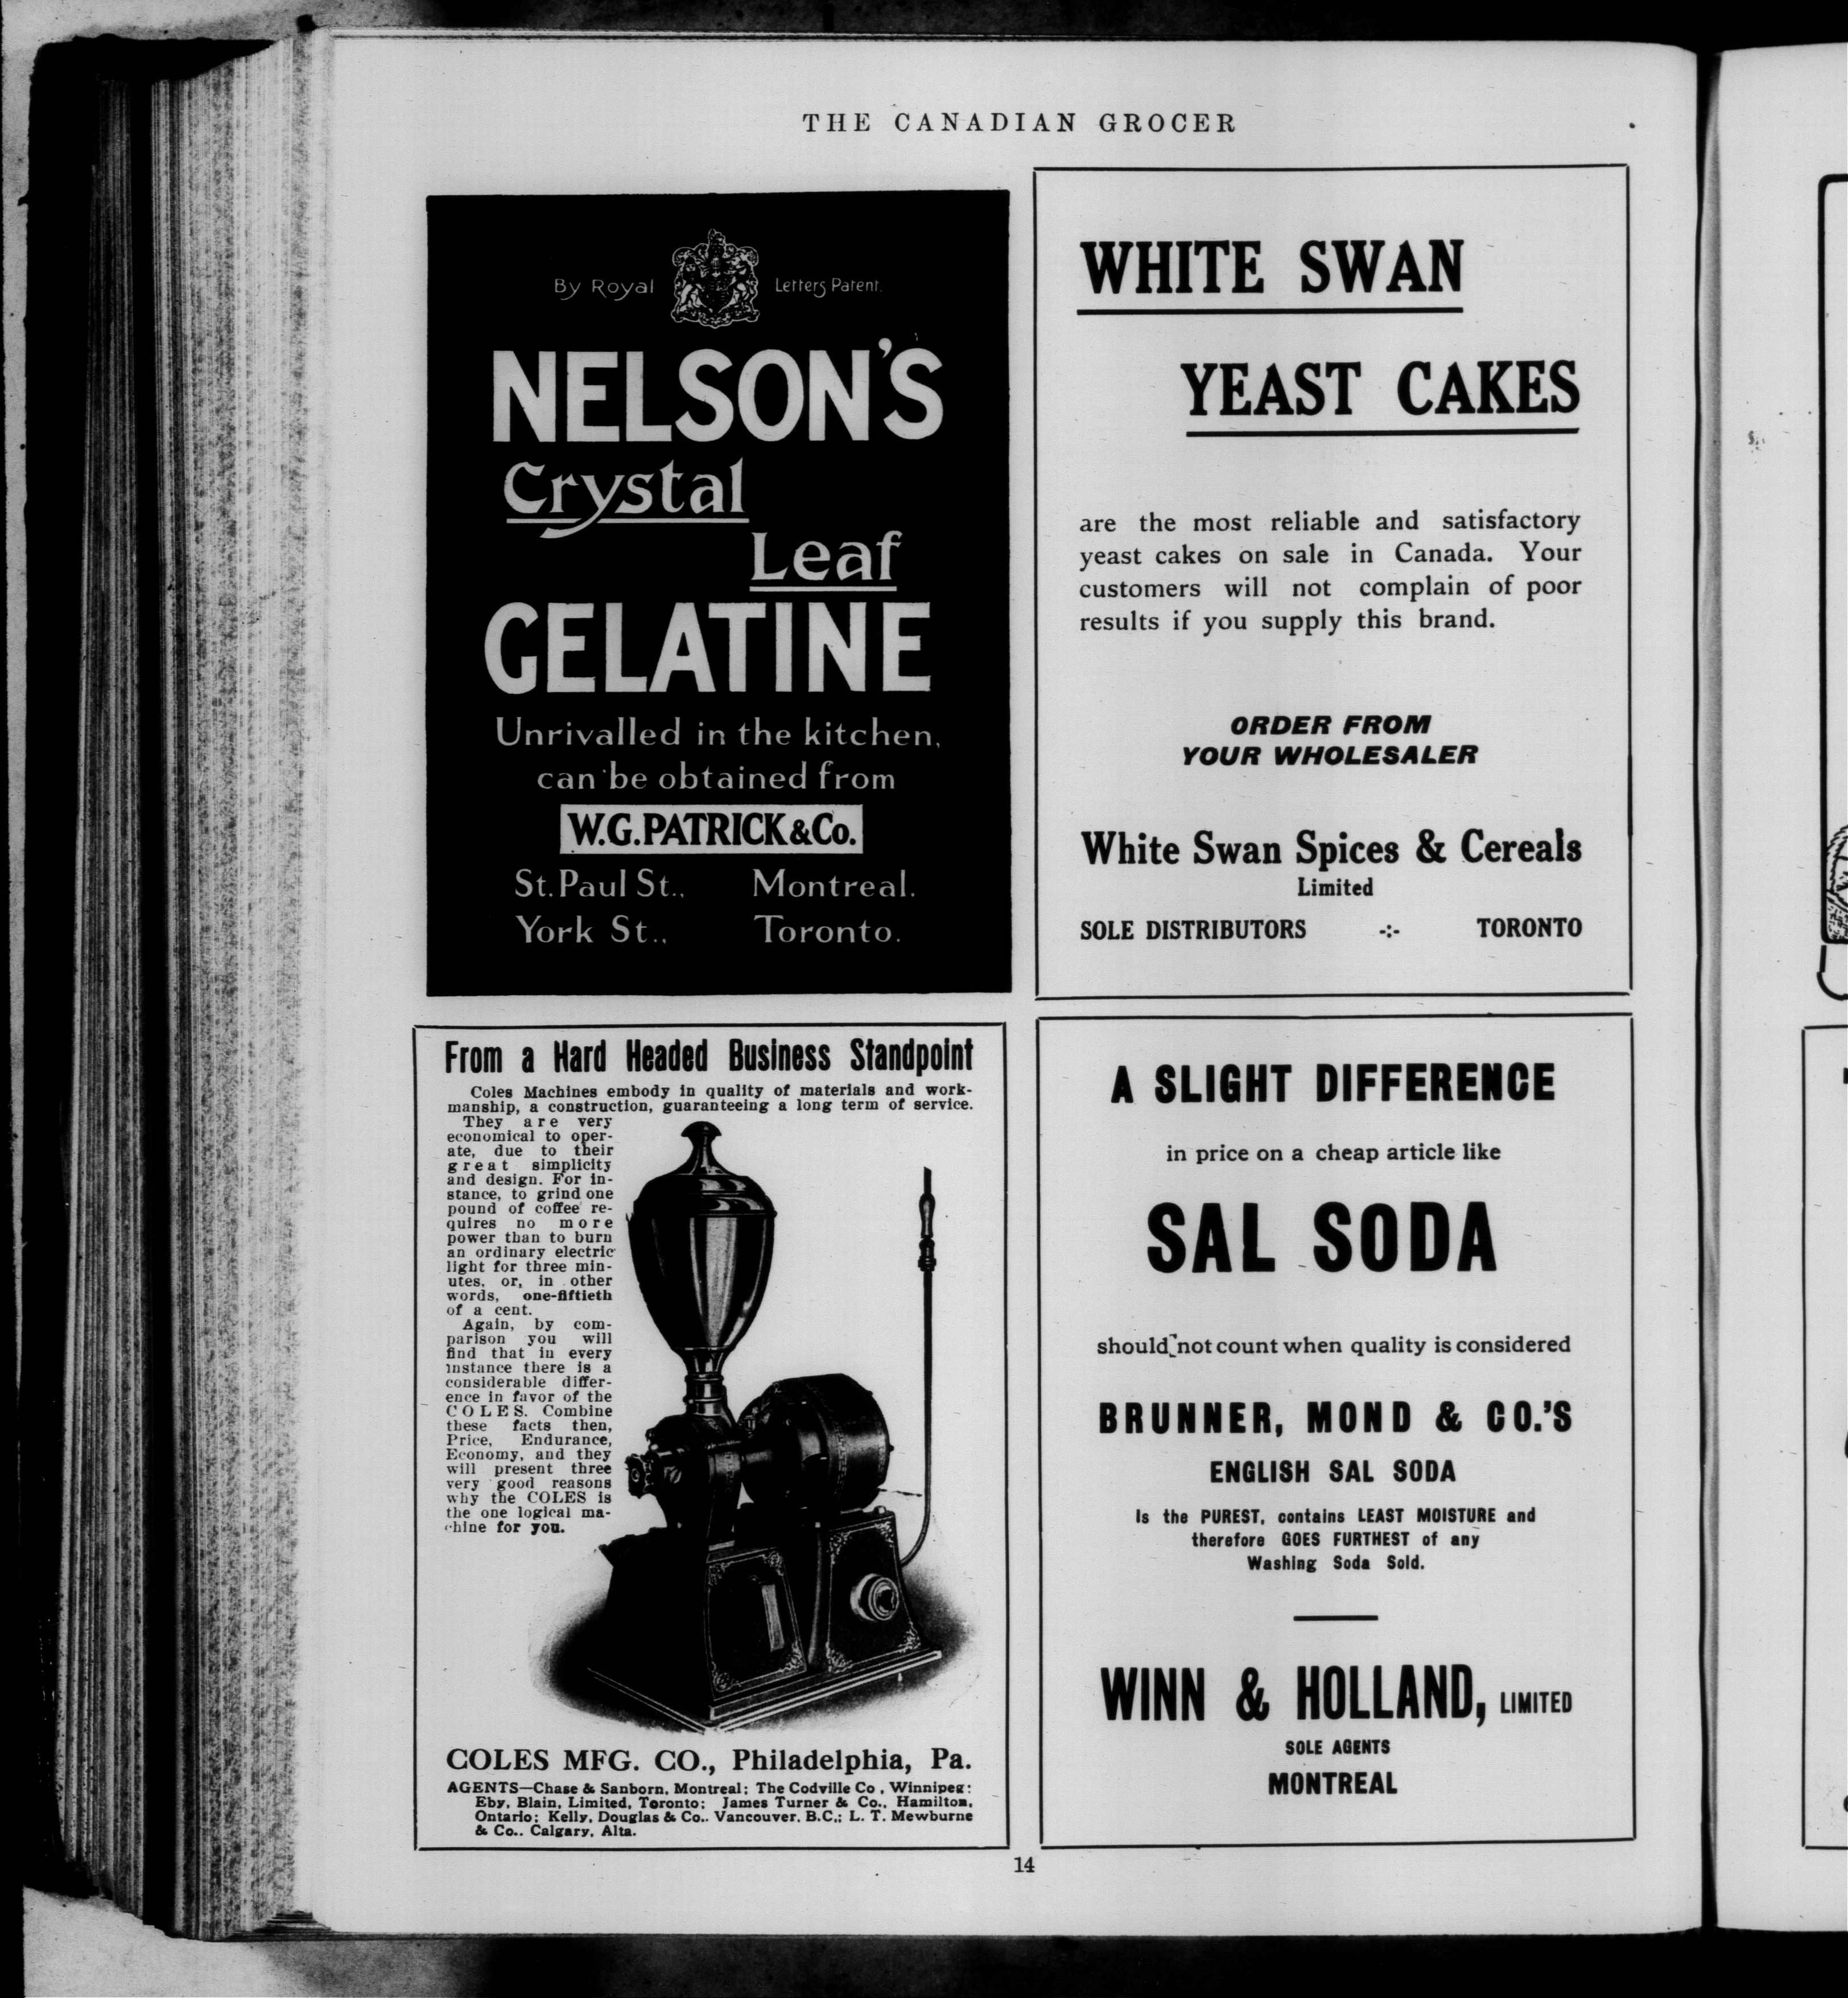 THE CANADIAN GROCER
By Royal Letters Patent.
NELSON'S
Crystal
Leaf
GELATINE
Unrivalled in the kitchen,
can be obtained from
W.G.PATRICK & Co.
St. Paul St., Montreal.
York St., Toronto.
WHITE SWAN
YEAST CAKES
are the most reliable and satisfactory
yeast cakes on sale in Canada. Your
customers will not complain of poor
results if you supply this brand.
ORDER FROM
YOUR WHOLESALER
White Swan Spices & Cereals
Limited
SOLE DISTRIBUTORS -:- TORONTO
From a Hard Headed Business Standpoint
Coles Machines embody in quality of materials and work-
manship, a construction, guaranteeing a long term of service.
They are very
economical to oper-
ate, due to their
great simplicity
and design. For in-
stance, to grind one
pound of coffee re-
quires no more
power than to burn
an ordinary electric
light for three min-
utes, or, in other
words, one-fiftieth
of a cent.
Again, by com-
parison you will
find that in every
instance there is a
considerable differ-
ence in favor of the
COLES. Combine
these facts then,
Price, Endurance,
Economy, and they
will present three
very good reasons
why the COLES is
the one logical ma-
chine for you.
COLES MFG. CO., Philadelphia, Pa.
AGENTS—Chase & Sanborn, Montreal; The Codville Co., Winnipeg;
Eby, Blain, Limited, Toronto; James Turner & Co., Hamilton,
Ontario; Kelly, Douglas & Co., Vancouver, B.C.; L. T. Mewburne
& Co., Calgary, Alta.
A SLIGHT DIFFERENCE
in price on a cheap article like
SAL SODA
should not count when quality is considered
BRUNNER, MOND & CO.'S
ENGLISH SAL SODA
Is the PUREST, contains LEAST MOISTURE and
therefore GOES FURTHEST of any
Washing Soda Sold.
WINN & HOLLAND, LIMITED
SOLE AGENTS
MONTREAL
14